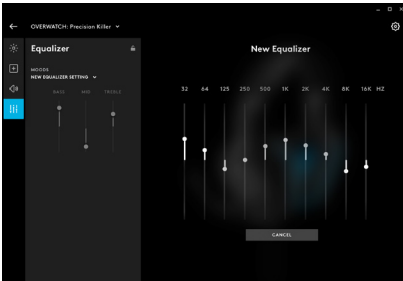 OVERWATCH: Precision Killer
Equalizer
New Equalizer
MOODS
NEW EQUALIZER SETTING
BASS MID TREBLE
32 64 125 250 500 1K 2K 4K 8K 16K HZ
CANCEL